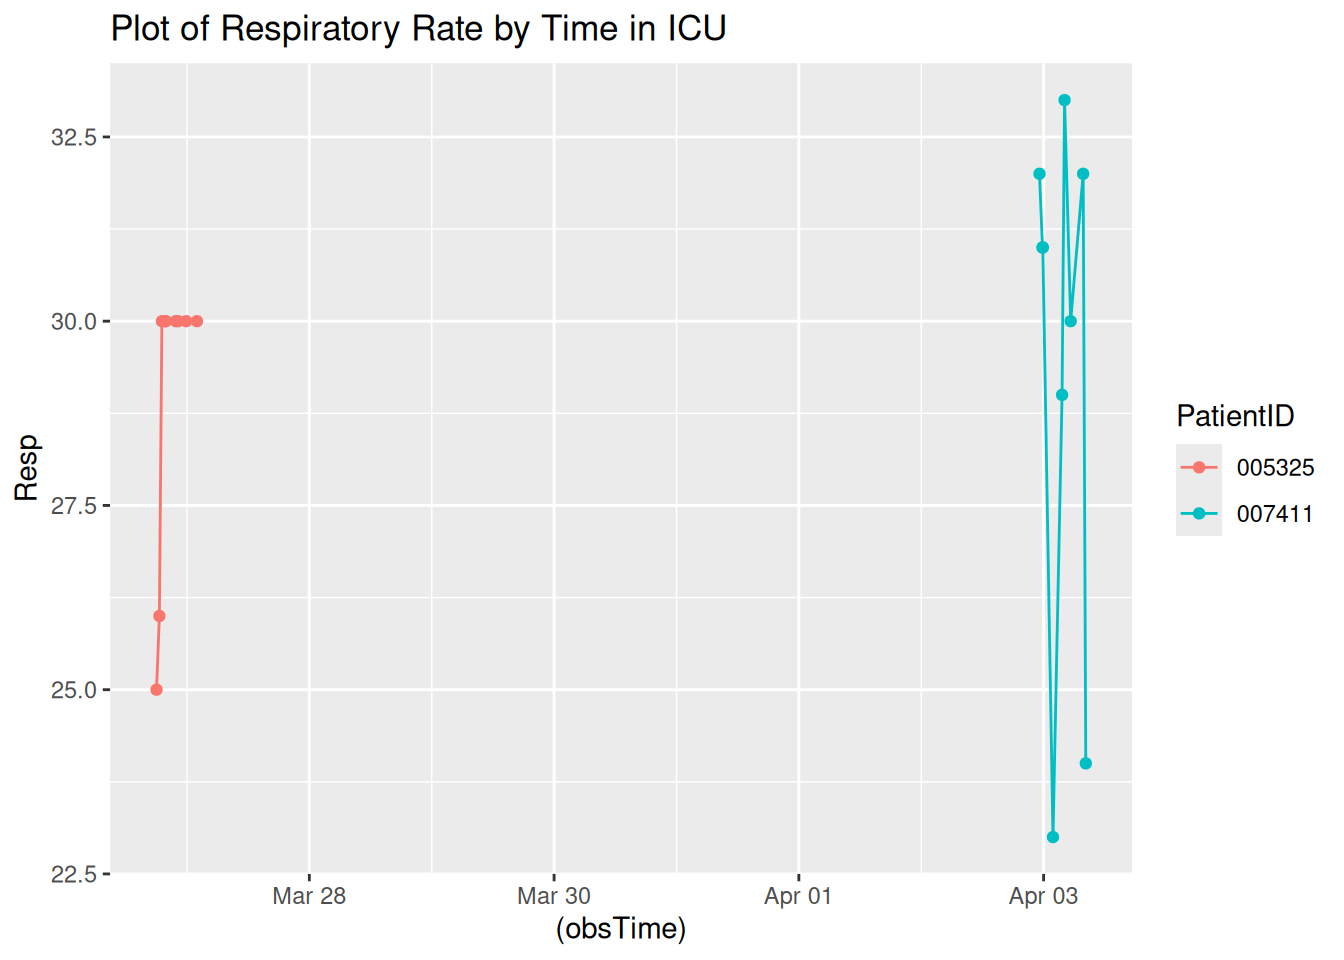 Plot of Respiratory Rate by Time in ICU
32.5
30.0
27.5
25.0
22.5
Resp
Mar 28
Mar 30
Apr 01
Apr 03
(obsTime)
PatientID
005325
007411